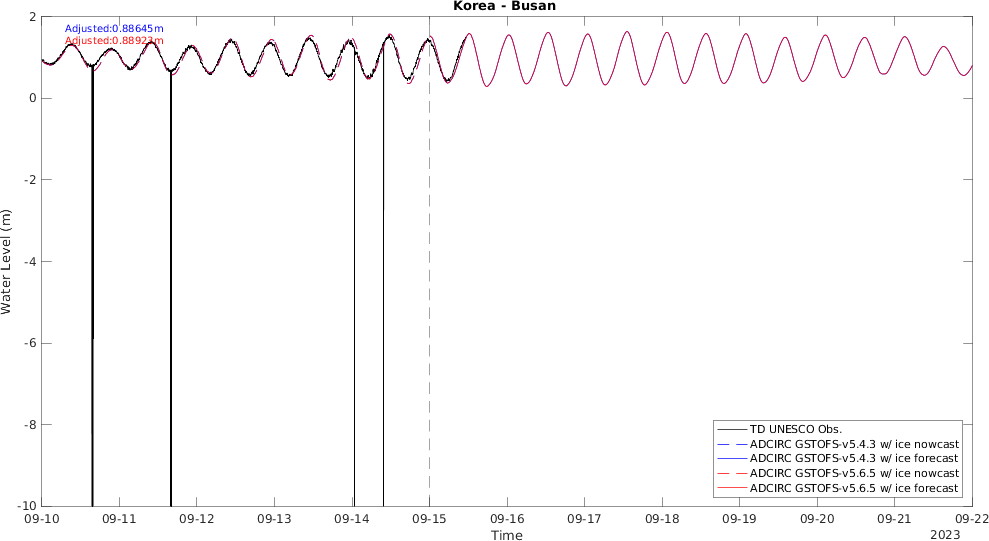 Korea - Busan
Adjusted:0.88645m
Adjusted:0.88923m
2
0
-2
-4
-6
-8
-10
Water Level (m)
09-10 09-11 09-12 09-13 09-14 09-15 09-16 09-17 09-18 09-19 09-20 09-21 09-22
Time
2023
TD UNESCO Obs.
ADCIRC GSTOFS-v5.4.3 w/ ice nowcast
ADCIRC GSTOFS-v5.4.3 w/ ice forecast
ADCIRC GSTOFS-v5.6.5 w/ ice nowcast
ADCIRC GSTOFS-v5.6.5 w/ ice forecast